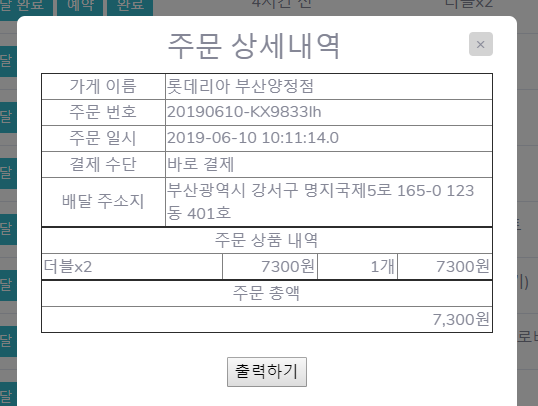 달 완료 예약 완료 4시간 전 더블x2
주문 상세내역 ×
가게 이름 롯데리아 부산양정점
주문 번호 20190610-KX9833lh
주문 일시 2019-06-10 10:11:14.0
결제 수단 바로 결제
배달 주소지 부산광역시 강서구 명지국제5로 165-0 123
동 401호
주문 상품 내역
더블x2 7300원 1개 7300원
주문 총액
7,300원
출력하기